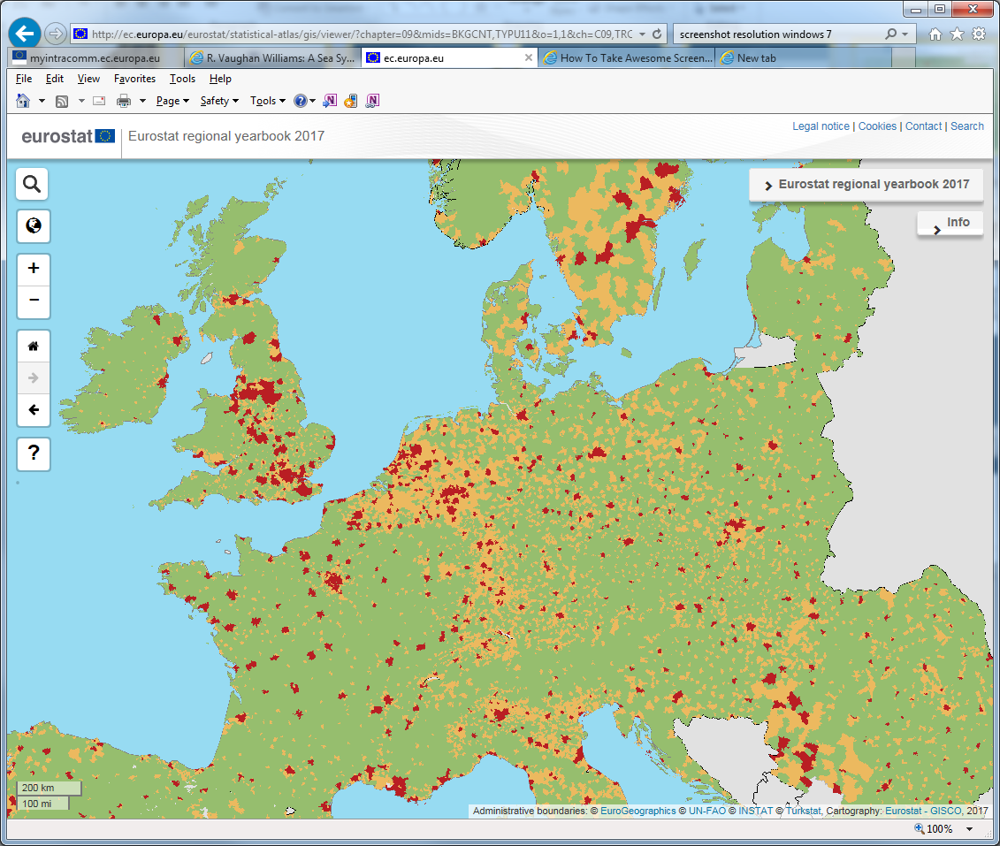 http://ec.europa.eu/eurostat/statistical-atlas/gis/viewer/?chapter=09&mids=BKGCNT,TYPU11&o=1,1&ch=C09,TRC
screenshot resolution windows 7
myintracomm.ec.europa.eu
R. Vaughan Williams: A Sea Sy...
ec.europa.eu
How To Take Awesome Screen...
New tab
File Edit View Favorites Tools Help
Page Safety Tools
eurostat
Eurostat regional yearbook 2017
Legal notice | Cookies | Contact | Search
Eurostat regional yearbook 2017
Info
+
−
?
200 km
100 mi
Administrative boundaries: © EuroGeographics © UN-FAO © INSTAT © Turkstat, Cartography: Eurostat - GISCO, 2017
100%